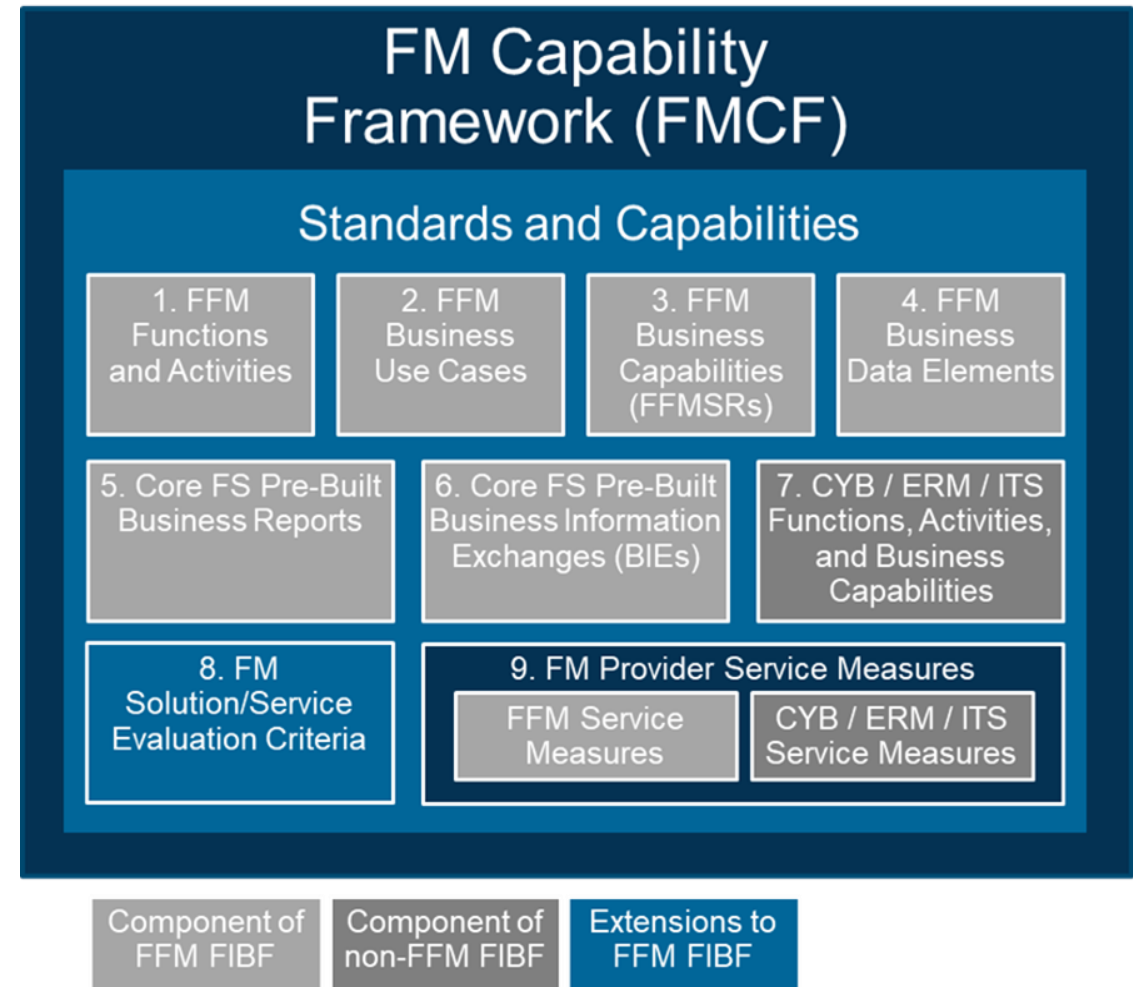 FM Capability
Framework (FMCF)
Standards and Capabilities
1. FFM
Functions
and Activities
2. FFM
Business
Use Cases
3. FFM
Business
Capabilities
(FFMSRs)
4. FFM
Business
Data Elements
5. Core FS Pre-Built
Business Reports
6. Core FS Pre-Built
Business Information
Exchanges (BIEs)
7. CYB / ERM / ITS
Functions, Activities,
and Business
Capabilities
8. FM
Solution/Service
Evaluation Criteria
9. FM Provider Service Measures
FFM Service
Measures
CYB / ERM / ITS
Service Measures
Component of
FFM FIBF
Component of
non-FFM FIBF
Extensions to
FFM FIBF